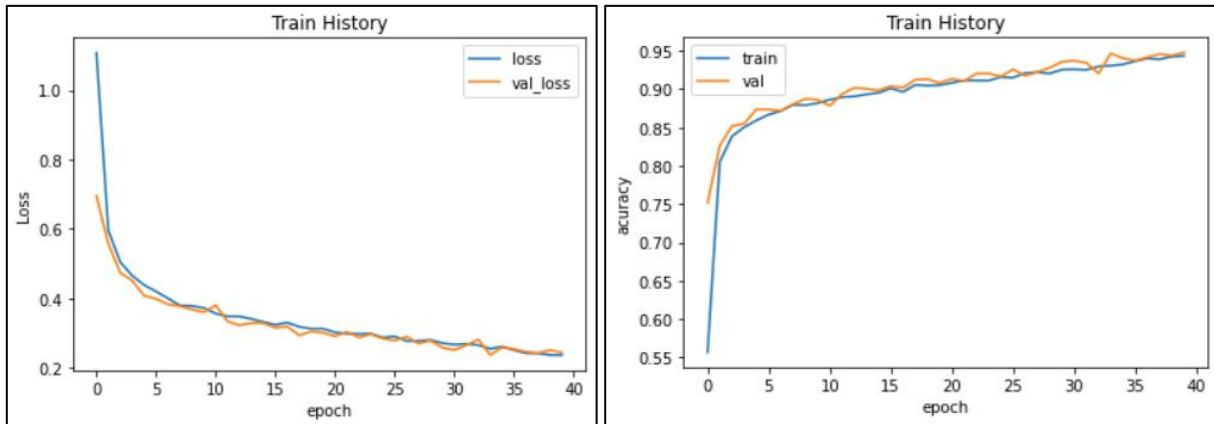 Train History
loss
val_loss
1.0
0.8
0.6
0.4
0.2
Loss
0 5 10 15 20 25 30 35 40
epoch
Train History
train
val
0.95
0.90
0.85
0.80
0.75
0.70
0.65
0.60
0.55
acuracy
0 5 10 15 20 25 30 35 40
epoch